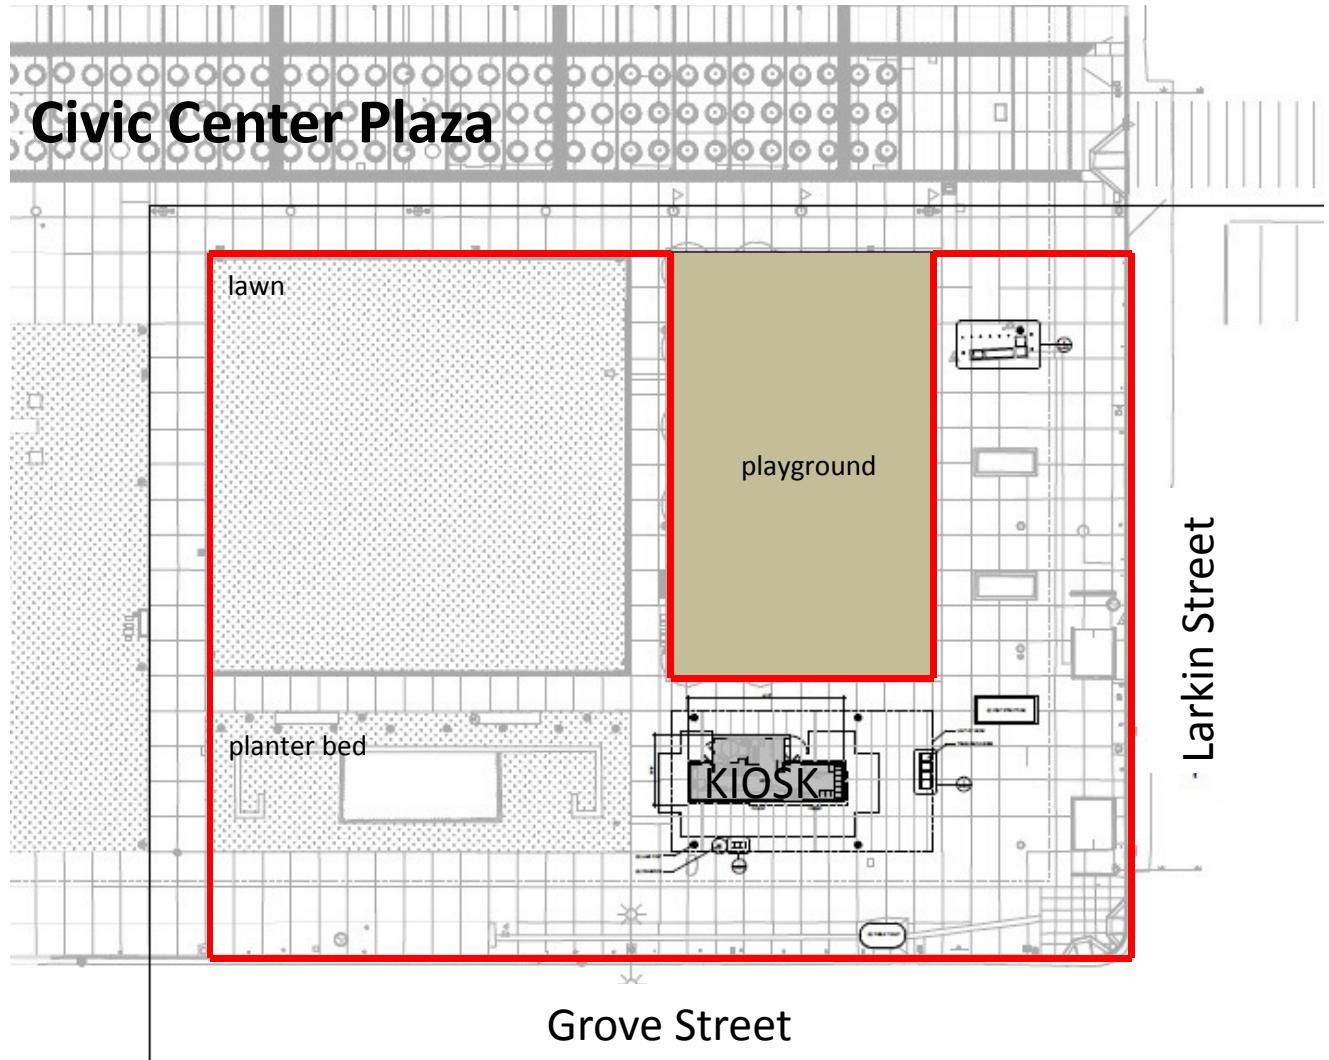 Civic Center Plaza
lawn
playground
Larkin Street
planter bed
KIOSK
Grove Street